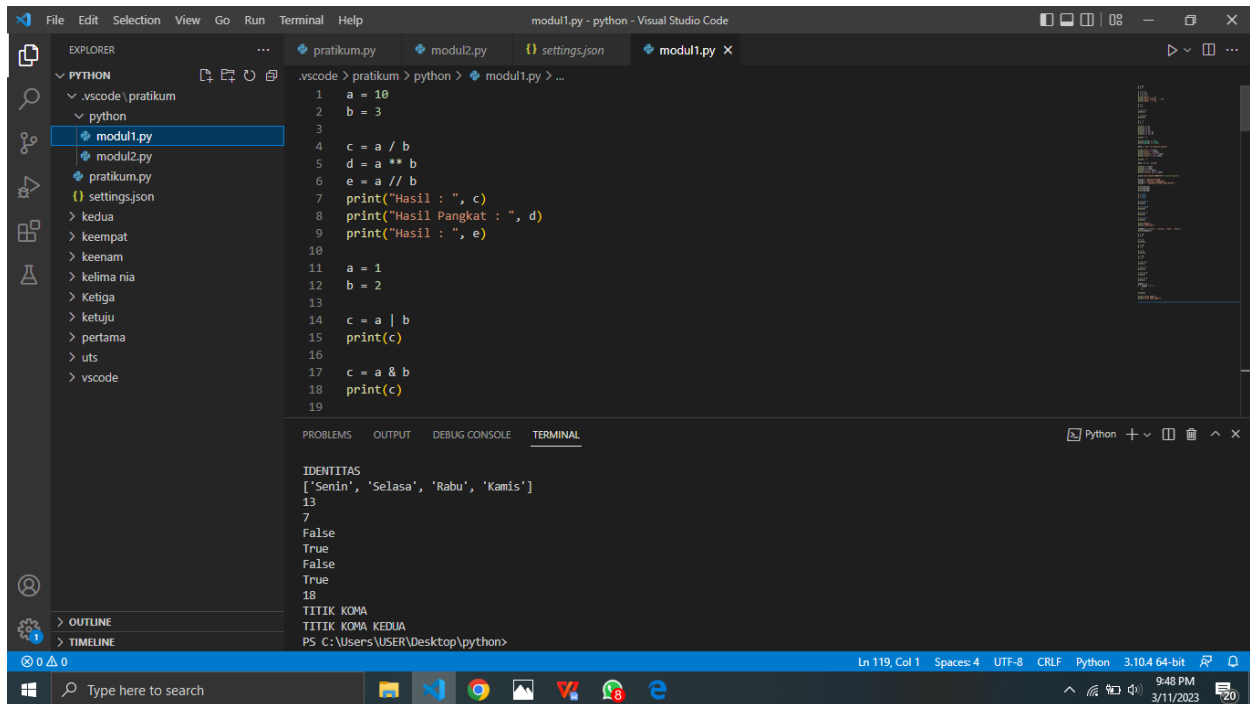 File Edit Selection View Go Run Terminal Help modul1.py - python - Visual Studio Code
EXPLORER
PYTHON
.vscode\pratikum
python
modul1.py
modul2.py
pratikum.py
{} settings.json
kedua
keempat
keenam
kelima nia
Ketiga
ketuju
pertama
uts
vscode
OUTLINE
TIMELINE
pratikum.py modul2.py {} settings.json modul1.py
.vscode > pratikum > python > modul1.py > ...
1 a = 10
2 b = 3
3
4 c = a / b
5 d = a ** b
6 e = a // b
7 print("Hasil : ", c)
8 print("Hasil Pangkat : ", d)
9 print("Hasil : ", e)
10
11 a = 1
12 b = 2
13
14 c = a | b
15 print(c)
16
17 c = a & b
18 print(c)
19
PROBLEMS OUTPUT DEBUG CONSOLE TERMINAL Python
IDENTITAS
['Senin', 'Selasa', 'Rabu', 'Kamis']
13
7
False
True
False
True
18
TITIK KOMA
TITIK KOMA KEDUA
PS C:\Users\USER\Desktop\python>
1
0 0 Ln 119, Col 1 Spaces: 4 UTF-8 CRLF Python 3.10.4 64-bit
Type here to search 8 9:48 PM
3/11/2023 20